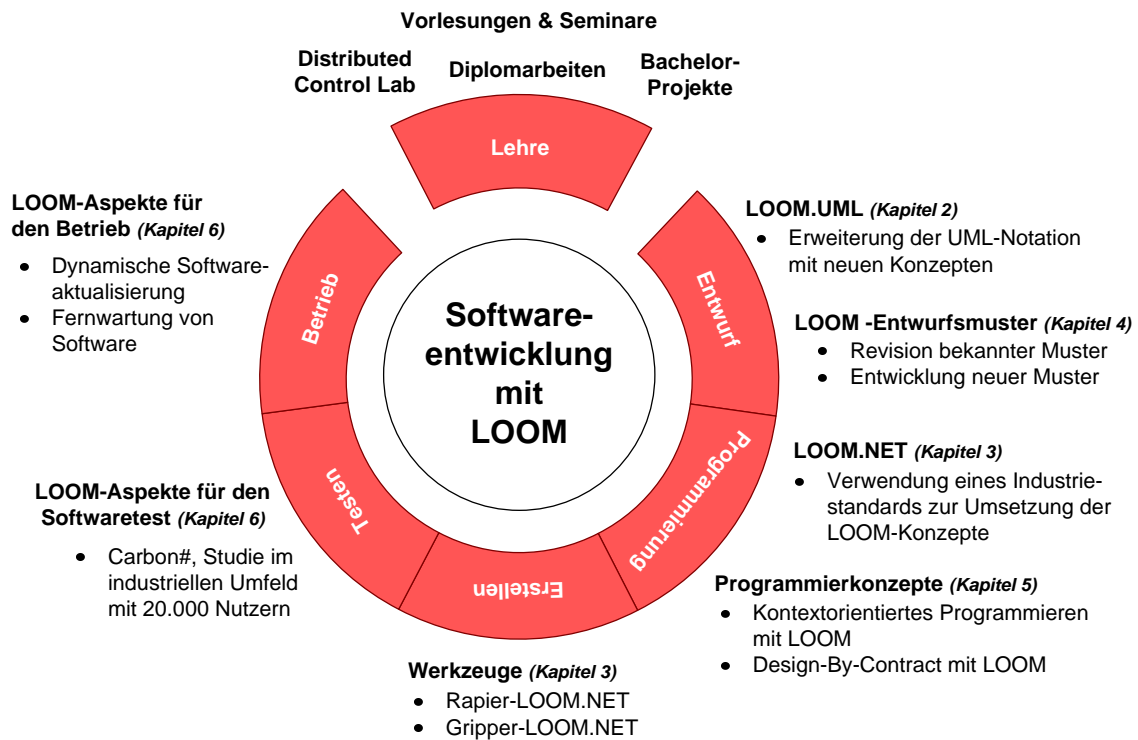 Vorlesungen & Seminare
Distributed
Control Lab
Diplomarbeiten
Bachelor-
Projekte
Lehre
LOOM-Aspekte für
den Betrieb (Kapitel 6)
• Dynamische Software-
aktualisierung
• Fernwartung von
Software
Betrieb
Software-
entwicklung
mit
LOOM
Entwurf
LOOM.UML (Kapitel 2)
• Erweiterung der UML-Notation
mit neuen Konzepten
LOOM -Entwurfsmuster (Kapitel 4)
• Revision bekannter Muster
• Entwicklung neuer Muster
Programmierung
LOOM.NET (Kapitel 3)
• Verwendung eines Industrie-
standards zur Umsetzung der
LOOM-Konzepte
Programmierkonzepte (Kapitel 5)
• Kontextorientiertes Programmieren
mit LOOM
• Design-By-Contract mit LOOM
Testen
LOOM-Aspekte für den
Softwaretest (Kapitel 6)
• Carbon#, Studie im
industriellen Umfeld
mit 20.000 Nutzern
Erstellen
Werkzeuge (Kapitel 3)
• Rapier-LOOM.NET
• Gripper-LOOM.NET